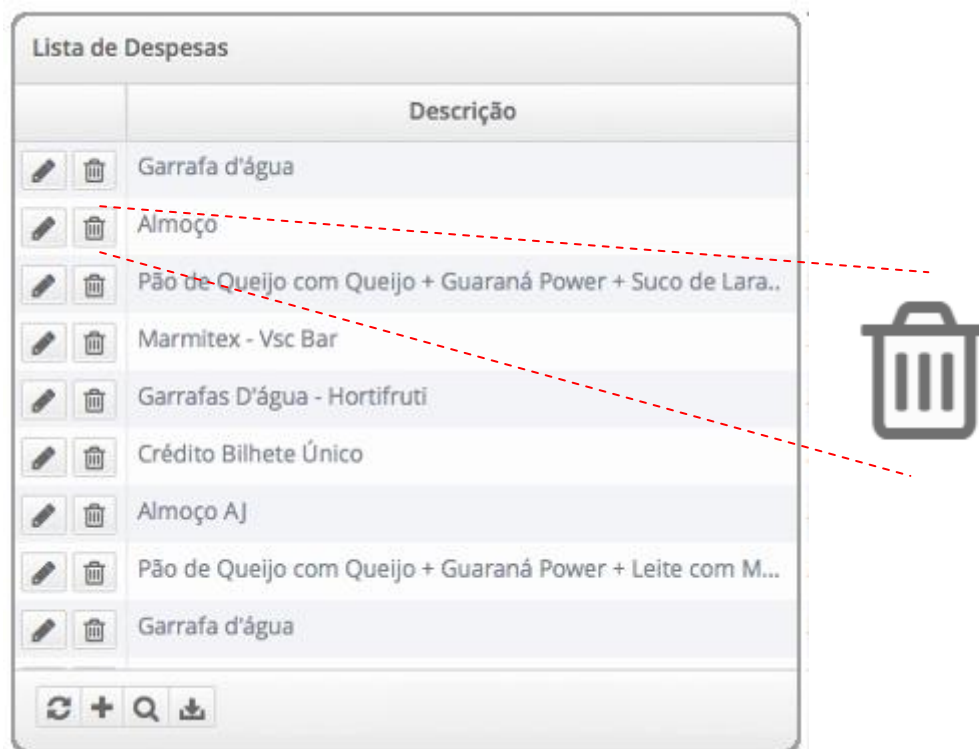 Lista de Despesas
Descrição
Garrafa d'água
Almoço
Pão de Queijo com Queijo + Guaraná Power + Suco de Lara..
Marmitex - Vsc Bar
Garrafas D'água - Hortifruti
Crédito Bilhete Único
Almoço AJ
Pão de Queijo com Queijo + Guaraná Power + Leite com M...
Garrafa d'água